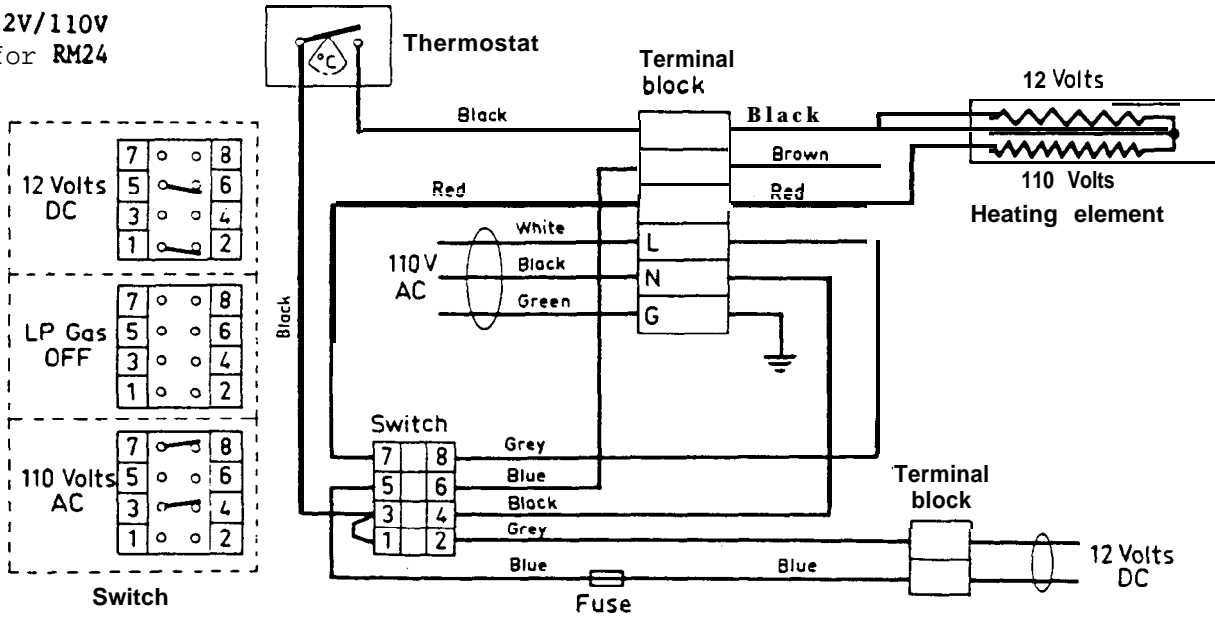 2V/110V
for RM24
°C
Thermostat
Terminal
block
12 Volts
Black
Black
Brown
110 Volts
Red
Red
Heating element
White
L
110V
AC
Black
N
Green
G
Black
12 Volts
DC
7 8
5 6
3 4
1 2
LP Gas
OFF
7 8
5 6
3 4
1 2
110 Volts
AC
7 8
5 6
3 4
1 2
Switch
Switch
7 8
5 6
3 4
1 2
Grey
Blue
Black
Grey
Blue
Blue
Fuse
Terminal
block
12 Volts
DC